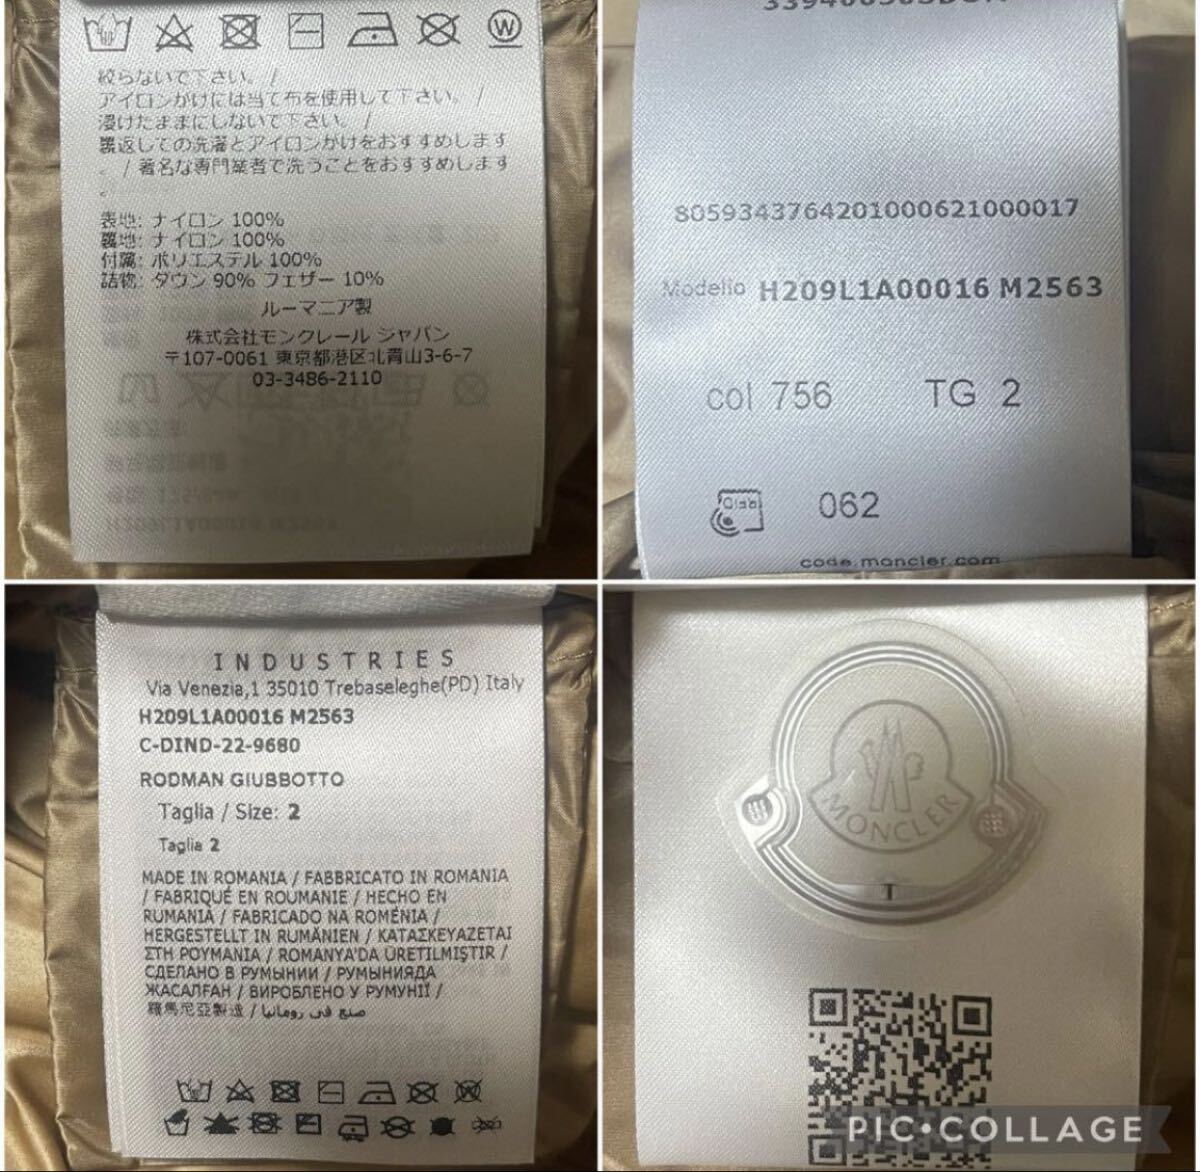 W
絞らないで下さい。 /
アイロンがけには当て布を使用して下さい。 /
浸けたままにしないで下さい。 /
裏返しての洗濯とアイロンがけをおすすめします
。 / 著名な専門業者で洗うことをおすすめします
。
表地: ナイロン 100%
裏地: ナイロン 100%
付属: ポリエステル 100%
詰物: ダウン 90% フェザー 10%
ルーマニア製
株式会社モンクレール ジャパン
〒107-0061 東京都港区北青山3-6-7
03-3486-2110
8059343764201000621000017
Modello H209L1A00016 M2563
col 756 TG 2
RFID 062
code.moncler.com
INDUSTRIES
Via Venezia,1 35010 Trebaseleghe(PD) Italy
H209L1A00016 M2563
C-DIND-22-9680
RODMAN GIUBBOTTO
Taglia / Size: 2
Taglia 2
MADE IN ROMANIA / FABBRICATO IN ROMANIA
/ FABRIQUÉ EN ROUMANIE / HECHO EN
RUMANIA / FABRICADO NA ROMÉNIA /
HERGESTELLT IN RUMÄNIEN / ΚΑΤΑΣΚΕΥΑΖΕΤΑΙ
ΣΤΗ ΡΟΥΜΑΝΙΑ / ROMANYA'DA ÜRETILMIŞTIR /
СДЕЛАНО В РУМЫНИИ / РУМЫНИЯДА
ЖАСАЛҒАН / ВИРОБЛЕНО У РУМУНІЇ /
羅馬尼亞製造 / صنع في رومانيا
MONCLER
T
PIC•COLLAGE